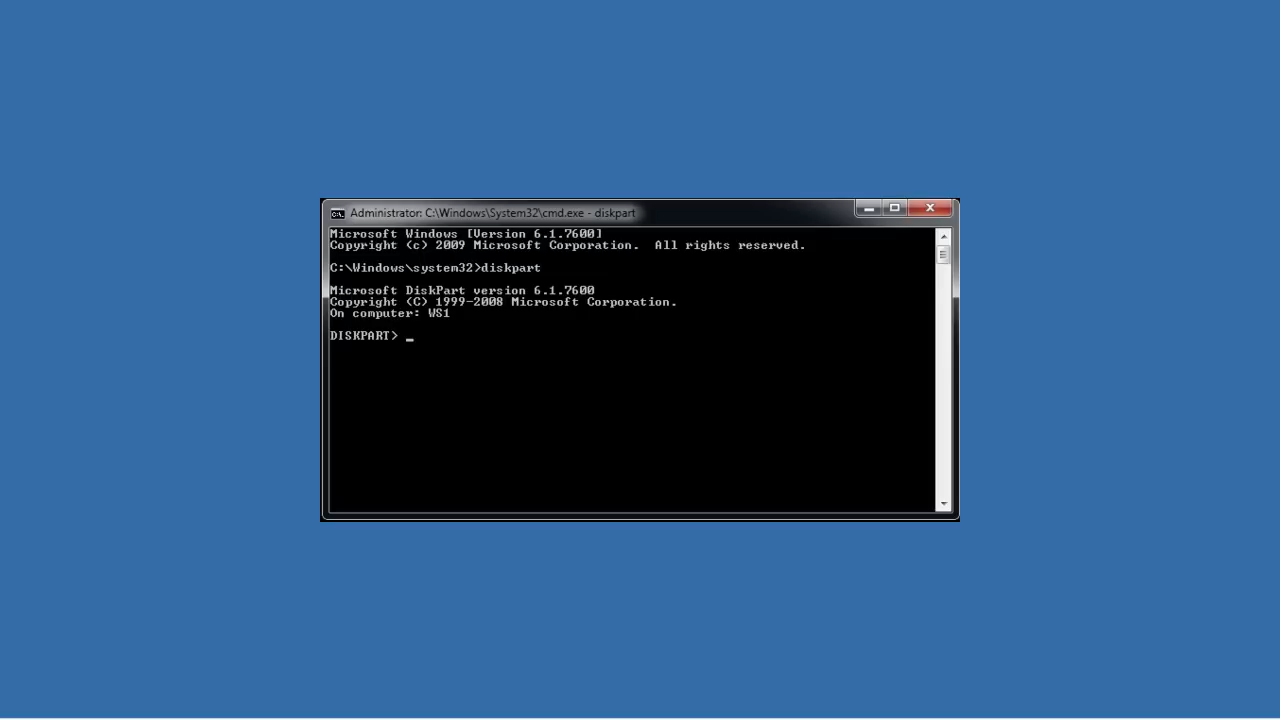 Administrator: C:\Windows\System32\cmd.exe - diskpart
Microsoft Windows [Version 6.1.7600]
Copyright (c) 2009 Microsoft Corporation.  All rights reserved.
C:\Windows\system32>diskpart
Microsoft DiskPart version 6.1.7600
Copyright (C) 1999-2008 Microsoft Corporation.
On computer: WS1
DISKPART> _